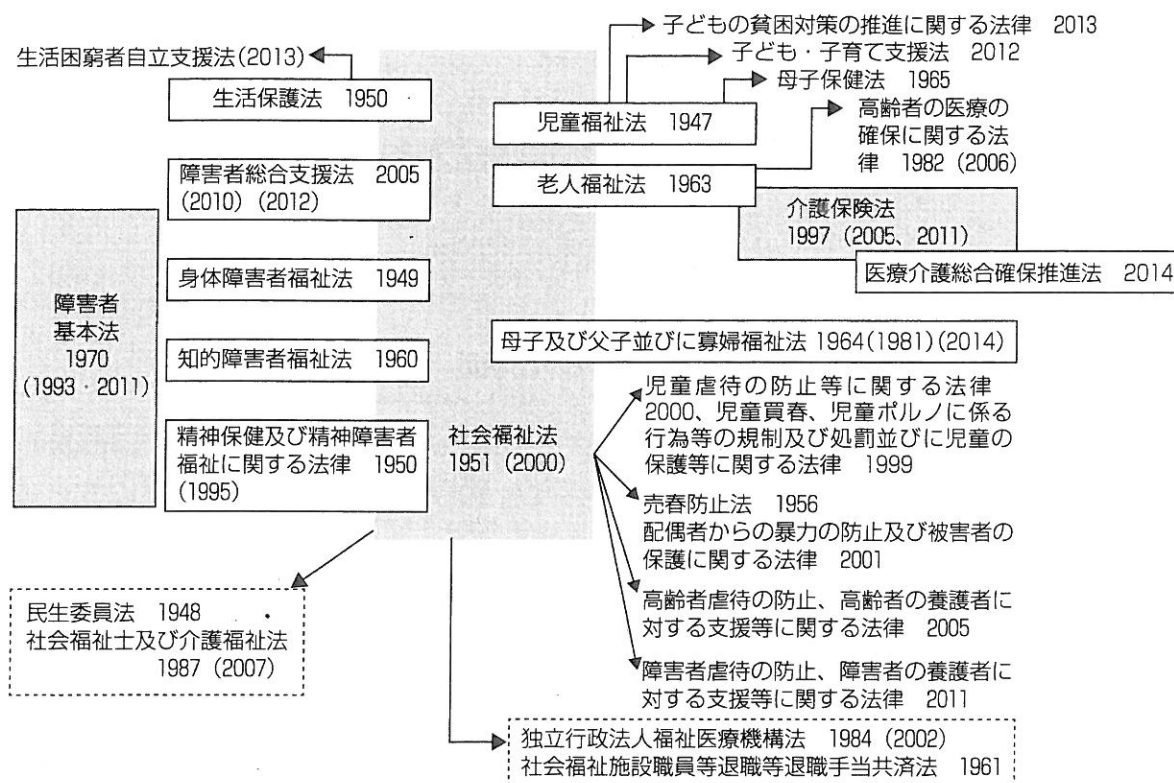 子どもの貧困対策の推進に関する法律 2013
生活困窮者自立支援法(2013)
子ども・子育て支援法 2012
母子保健法 1965
生活保護法 1950
児童福祉法 1947
高齢者の医療の
確保に関する法
律 1982(2006)
障害者総合支援法 2005
(2010)(2012)
老人福祉法 1963
介護保険法
1997(2005、2011)
医療介護総合確保推進法 2014
身体障害者福祉法 1949
障害者
基本法
1970
(1993・2011)
知的障害者福祉法 1960
母子及び父子並びに寡婦福祉法 1964(1981)(2014)
精神保健及び精神障害者
福祉に関する法律 1950
(1995)
社会福祉法
1951(2000)
児童虐待の防止等に関する法律
2000、児童買春、児童ポルノに係る
行為等の規制及び処罰並びに児童の
保護等に関する法律 1999
売春防止法 1956
配偶者からの暴力の防止及び被害者の
保護に関する法律 2001
高齢者虐待の防止、高齢者の養護者に
対する支援等に関する法律 2005
障害者虐待の防止、障害者の養護者に
対する支援等に関する法律 2011
民生委員法 1948
社会福祉士及び介護福祉法
1987(2007)
独立行政法人福祉医療機構法 1984(2002)
社会福祉施設職員等退職等退職手当共済法 1961